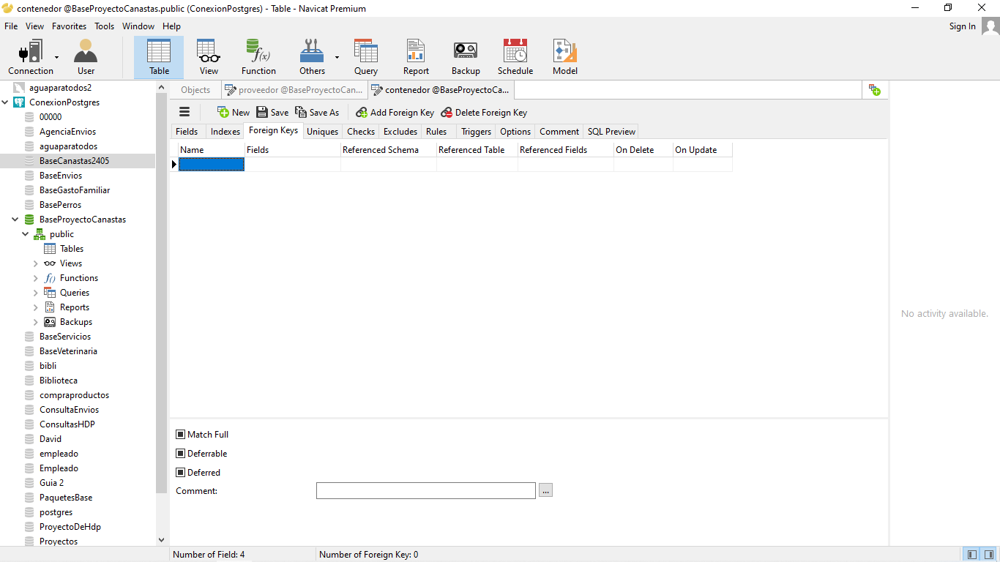 contenedor @BaseProyectoCanastas.public (ConexionPostgres) - Table - Navicat Premium
File View Favorites Tools Window Help Sign In
Connection User Table View Function Others Query Report Backup Schedule Model
f(x)
aguaparatodos2
ConexionPostgres
00000
AgenciaEnvios
aguaparatodos
BaseCanastas2405
BaseEnvios
BaseGastoFamiliar
BasePerros
BaseProyectoCanastas
public
Tables
Views
f() Functions
Queries
Reports
Backups
BaseServicios
BaseVeterinaria
bibli
Biblioteca
compraproductos
ConsultaEnvios
ConsultasHDP
David
empleado
Empleado
Guia 2
PaquetesBase
postgres
ProyectoDeHdp
Proyectos
Objects proveedor @BaseProyectoCan... contenedor @BaseProyectoCa...
New Save Save As Add Foreign Key Delete Foreign Key
Fields Indexes Foreign Keys Uniques Checks Excludes Rules Triggers Options Comment SQL Preview
Name Fields Referenced Schema Referenced Table Referenced Fields On Delete On Update
Match Full
Deferrable
Deferred
Comment: ...
No activity available.
Number of Field: 4 Number of Foreign Key: 0